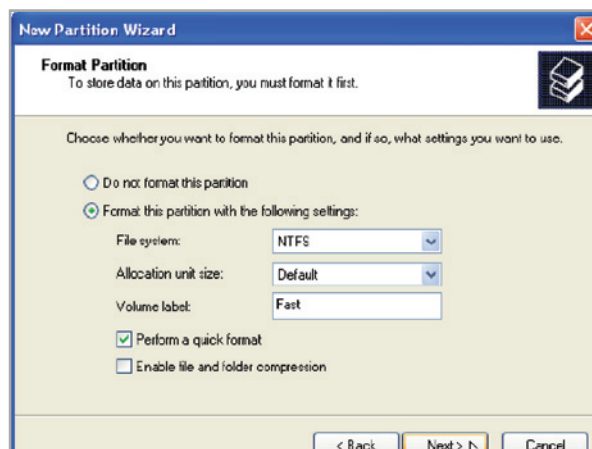 New Partition Wizard
Format Partition
To store data on this partition, you must format it first.
Choose whether you want to format this partition, and if so, what settings you want to use.
Do not format this partition
Format this partition with the following settings:
File system: NTFS
Allocation unit size: Default
Volume label: Fast
Perform a quick format
Enable file and folder compression
< Back Next > Cancel